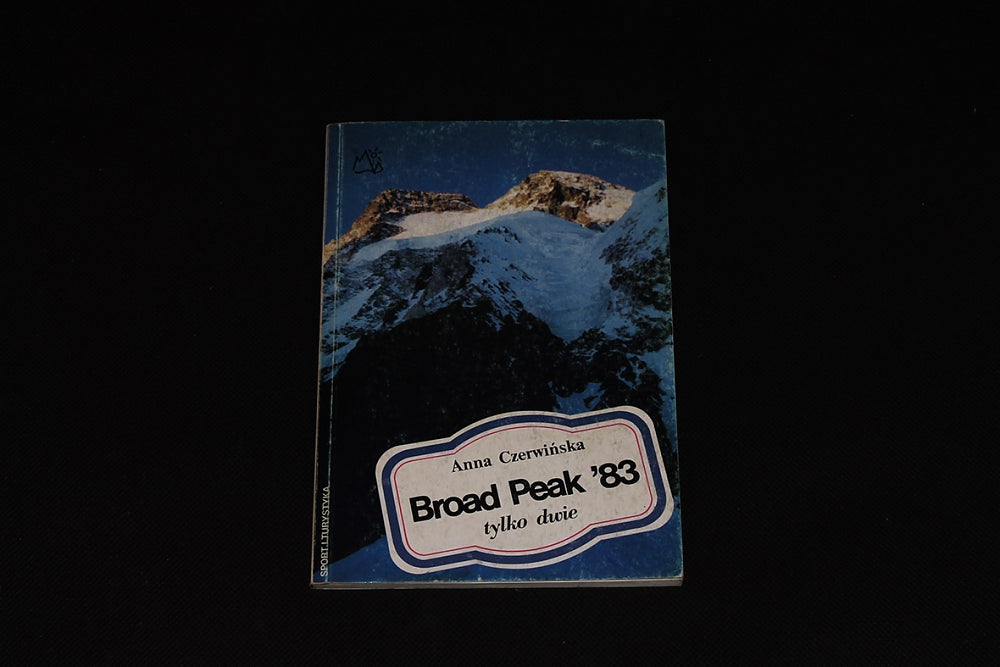 Anna Czerwińska
Broad Peak '83
tylko dwie
SPORT I TURYSTYKA